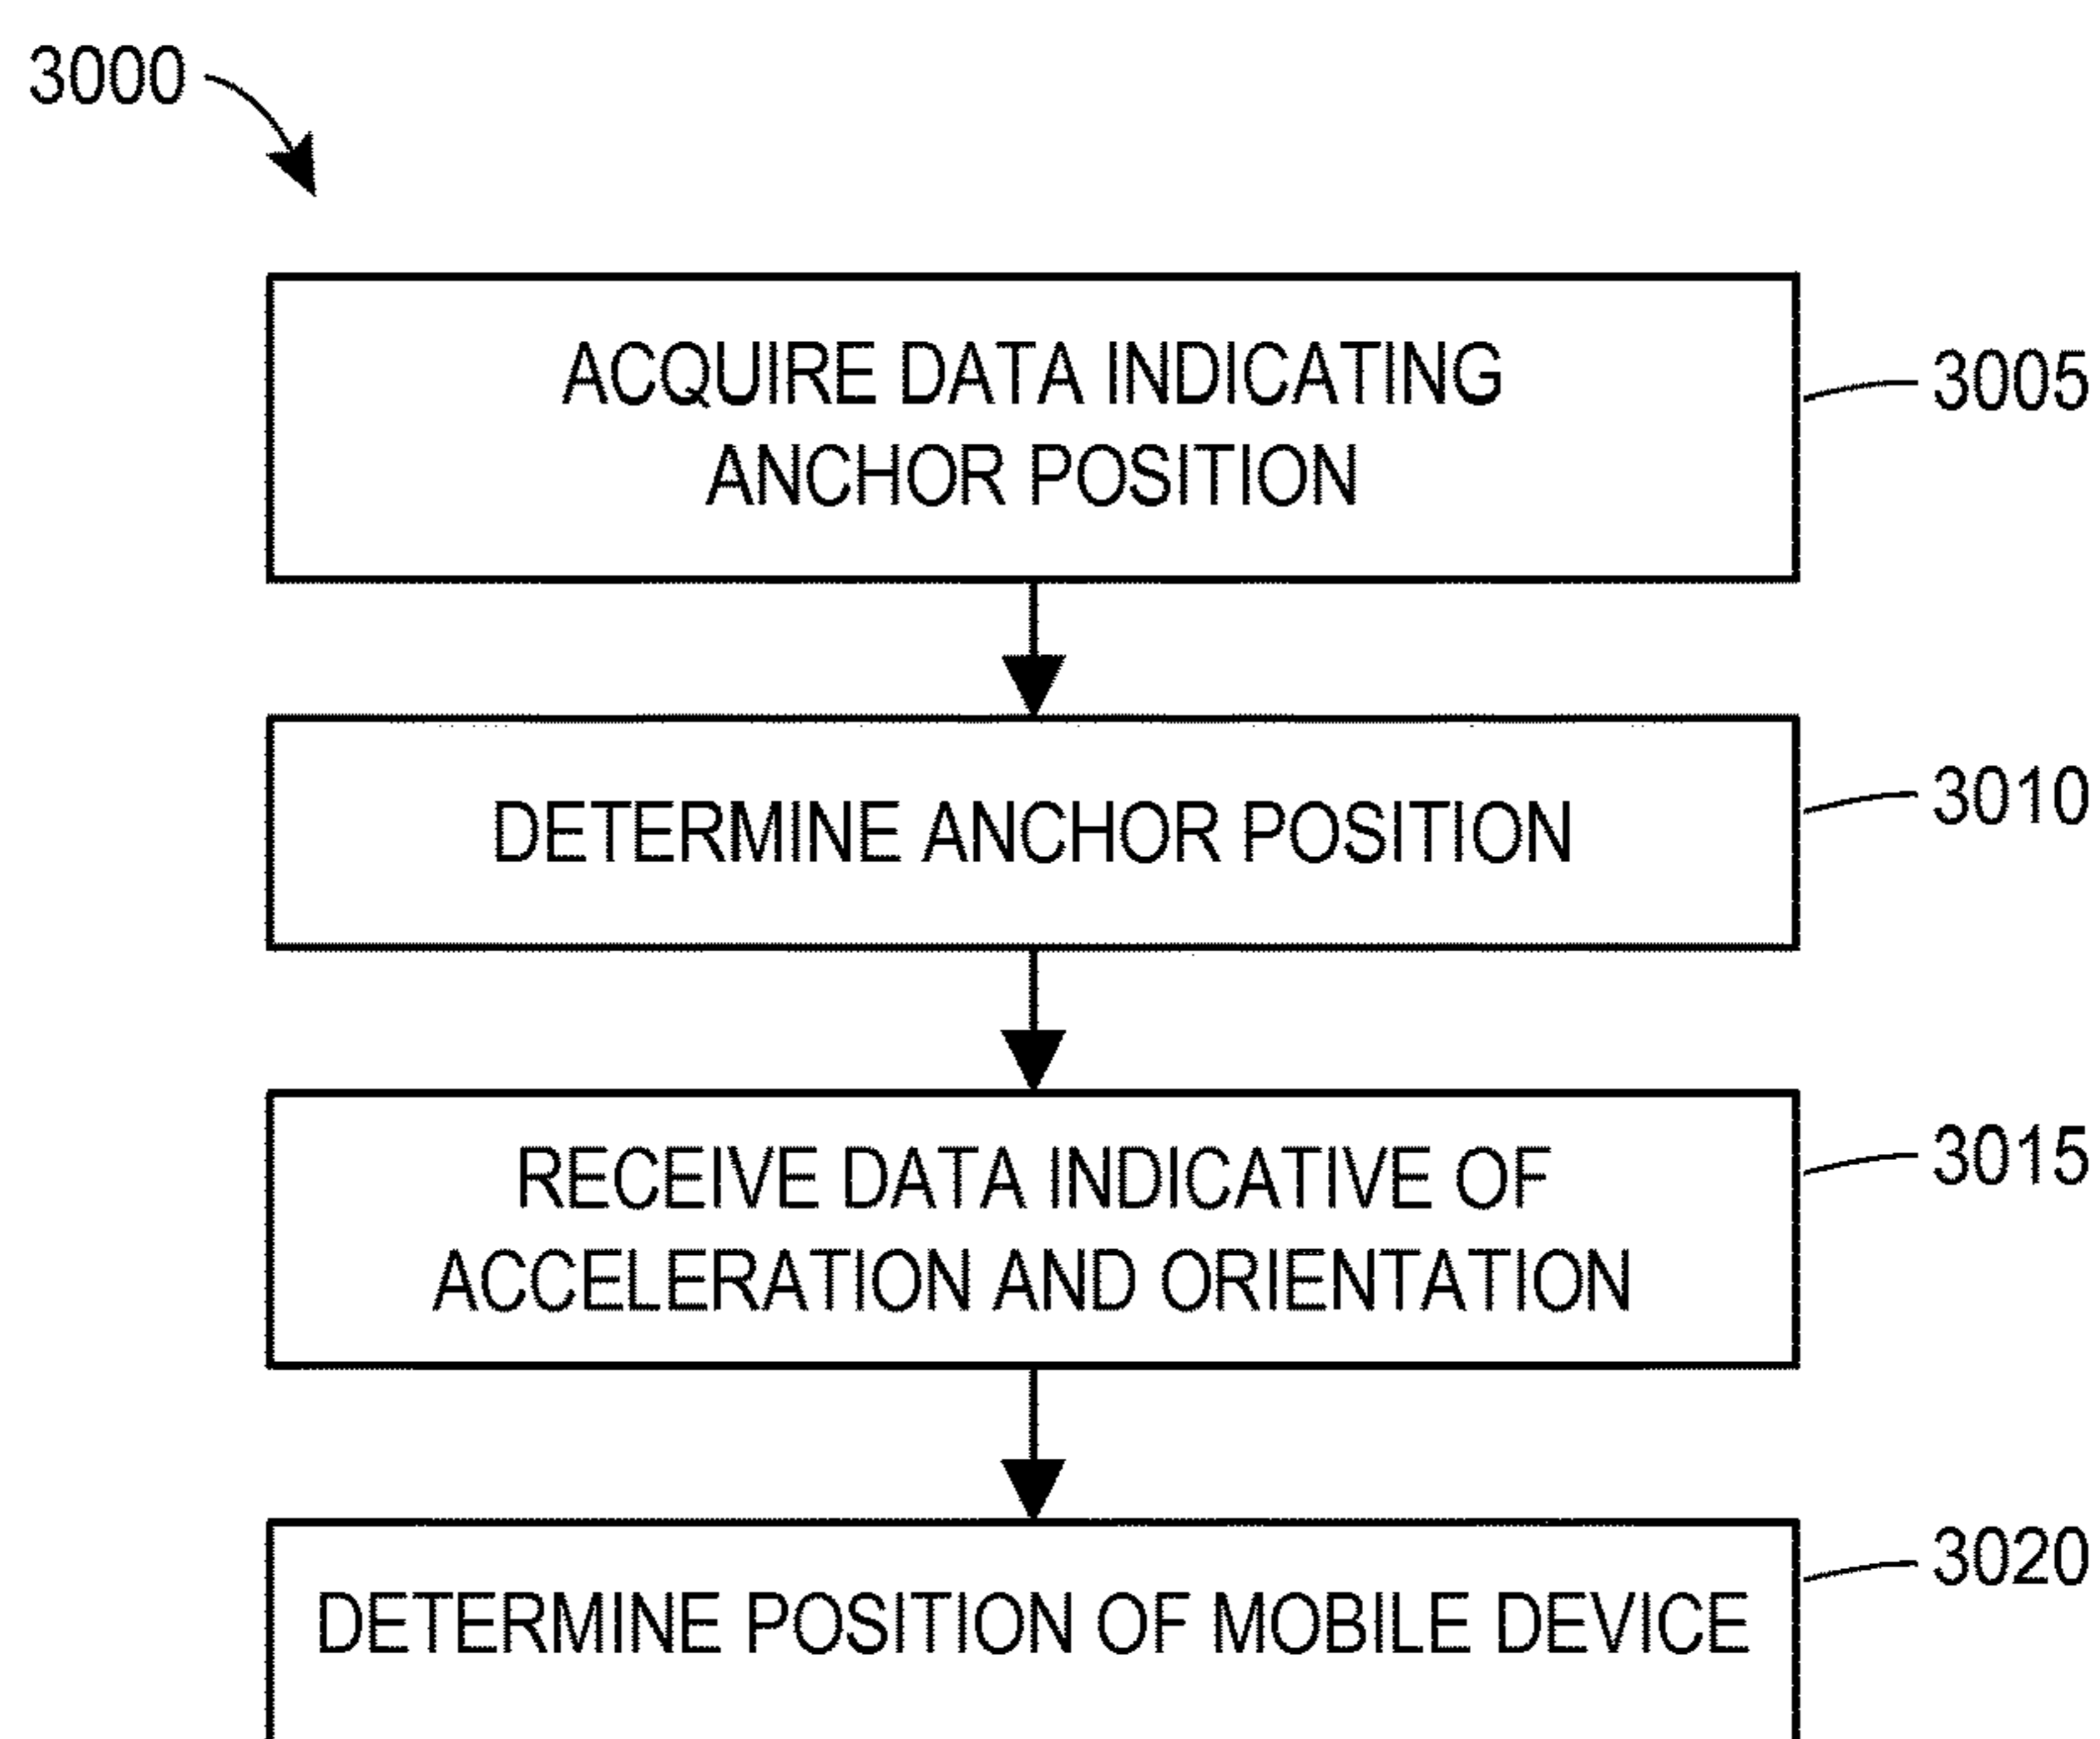 3000
ACQUIRE DATA INDICATING
ANCHOR POSITION
3005
DETERMINE ANCHOR POSITION
3010
RECEIVE DATA INDICATIVE OF
ACCELERATION AND ORIENTATION
3015
DETERMINE POSITION OF MOBILE DEVICE
3020